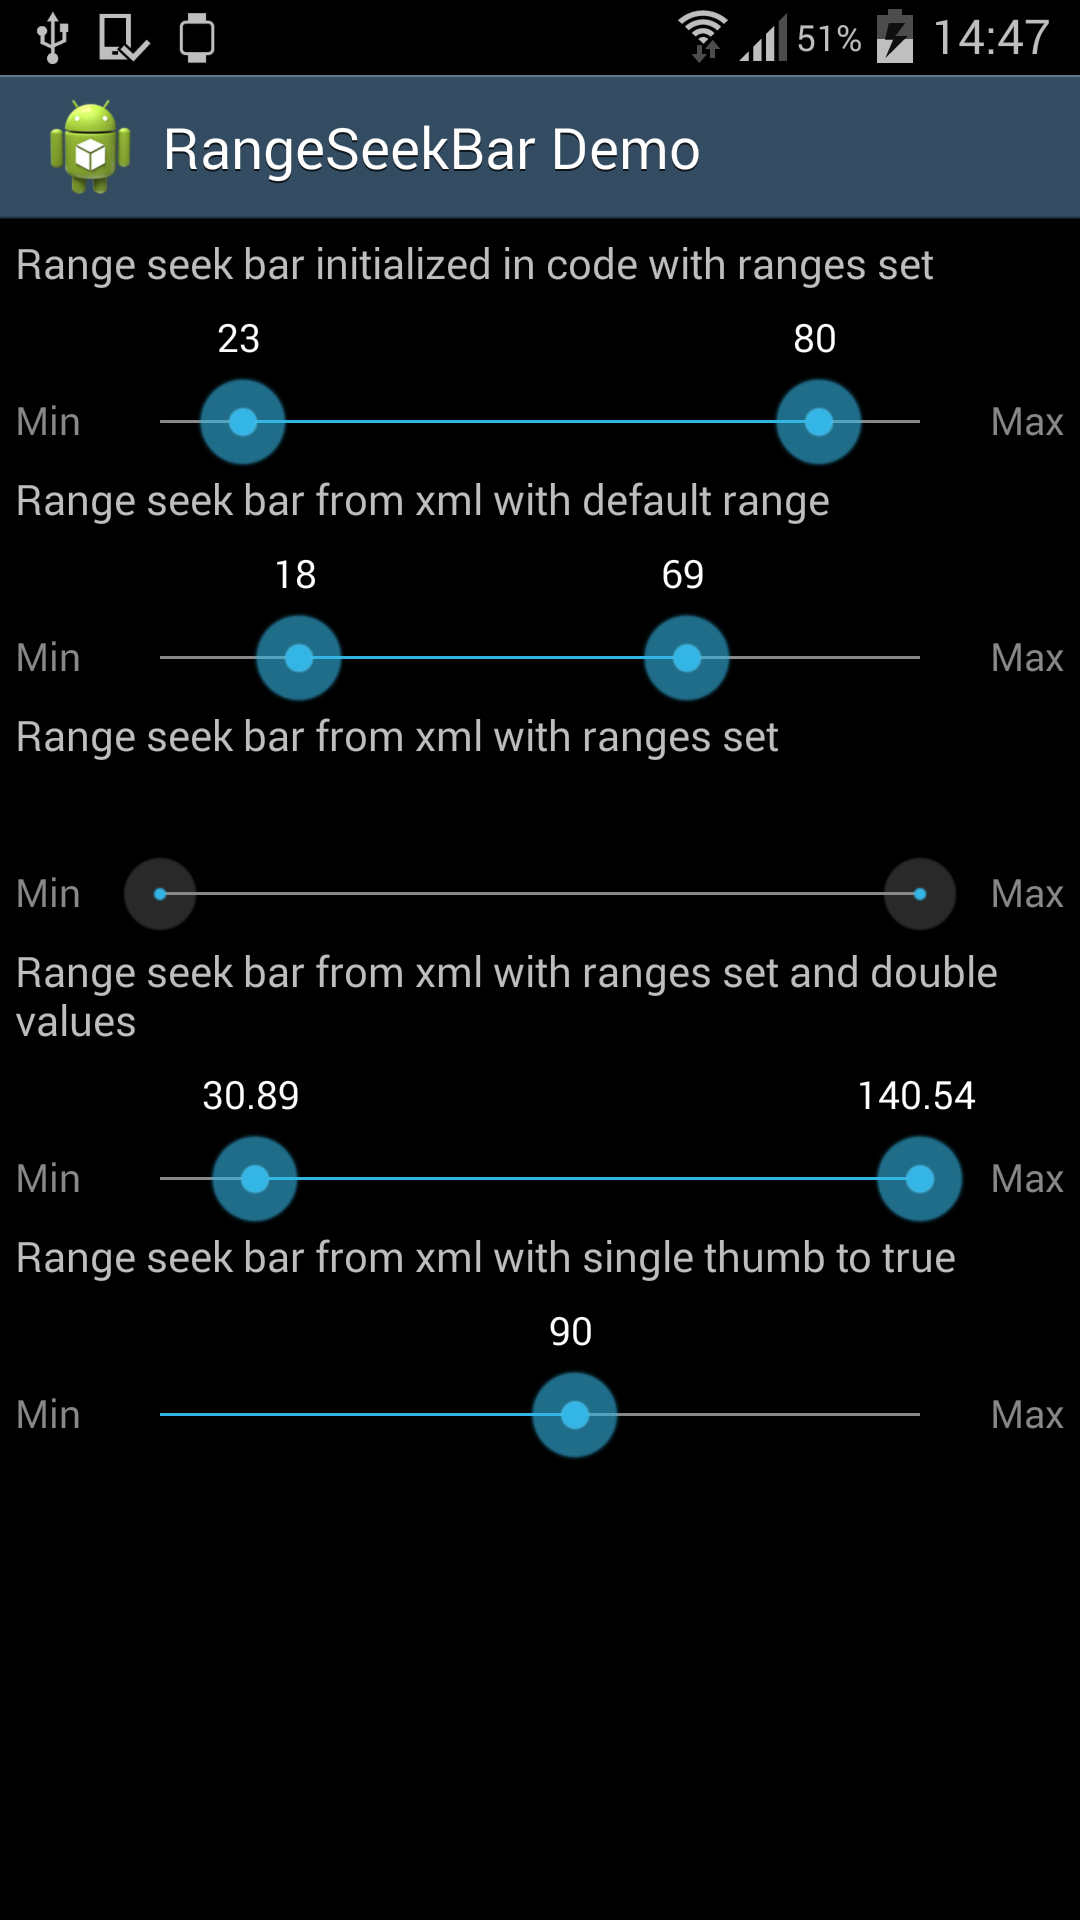 51% 14:47
RangeSeekBar Demo
Range seek bar initialized in code with ranges set
23 80
Min Max
Range seek bar from xml with default range
18 69
Min Max
Range seek bar from xml with ranges set
Min Max
Range seek bar from xml with ranges set and double
values
30.89 140.54
Min Max
Range seek bar from xml with single thumb to true
90
Min Max